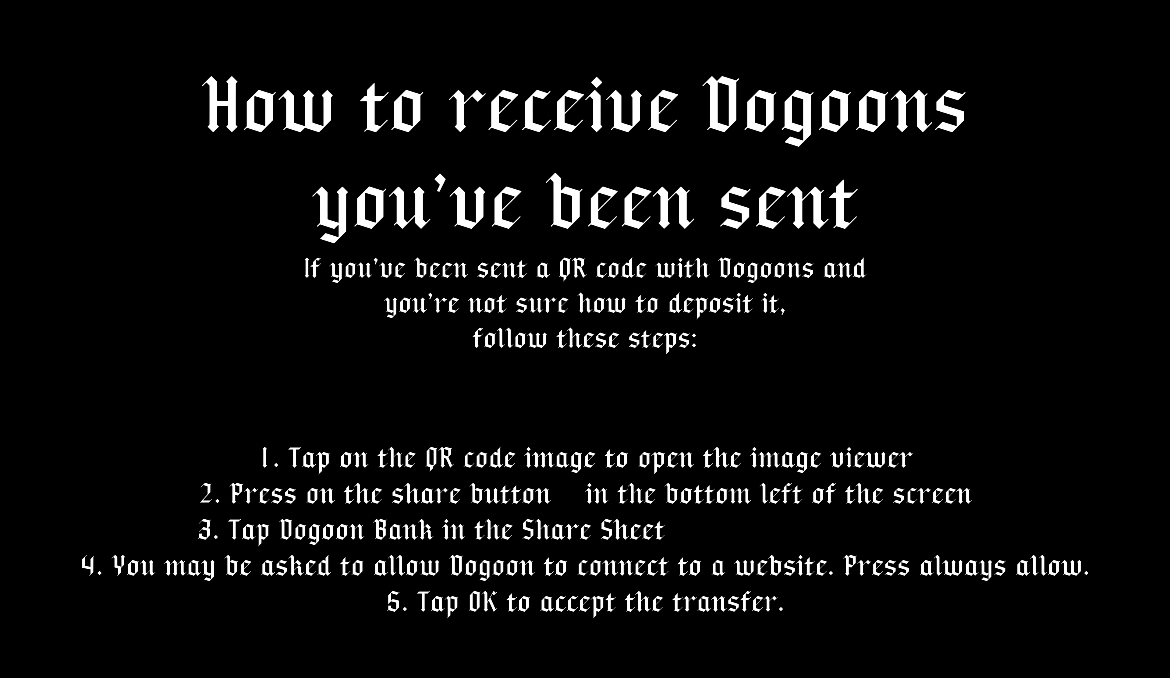 How to receive Dogoons
you've been sent
If you've been sent a QR code with Dogoons and
you're not sure how to deposit it,
follow these steps:
1. Tap on the QR code image to open the image viewer
2. Press on the share button in the bottom left of the screen
3. Tap Dogoon Bank in the Share Sheet
4. You may be asked to allow Dogoon to connect to a website. Press always allow.
5. Tap OK to accept the transfer.